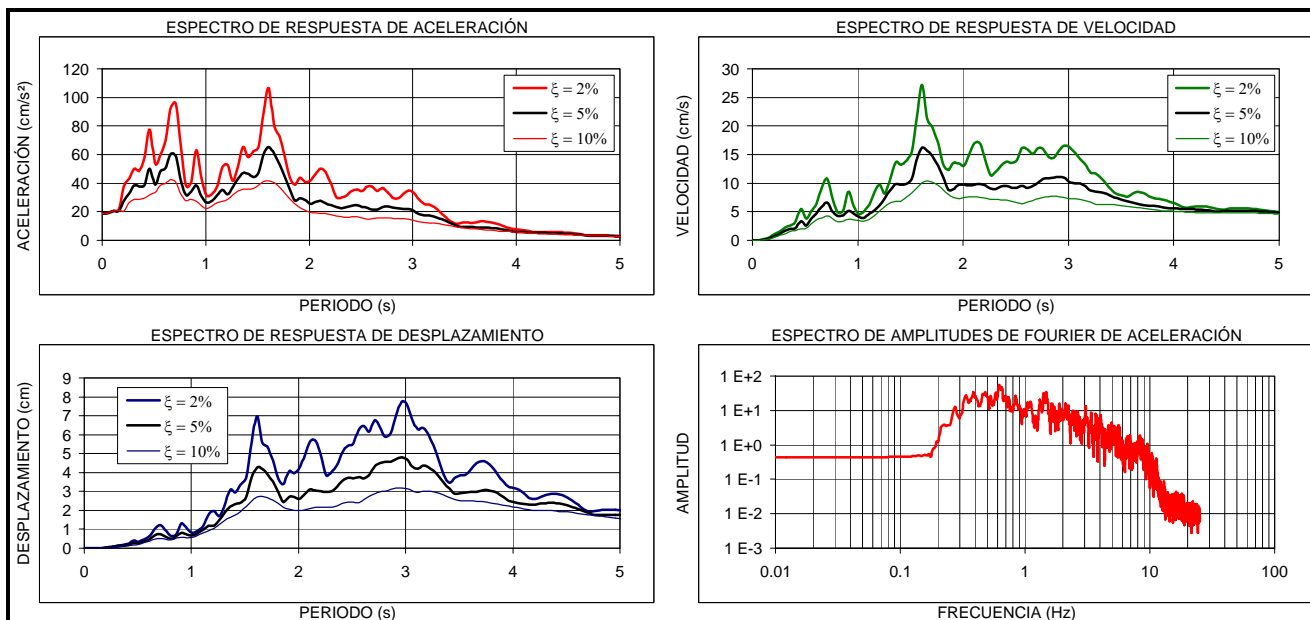 ESPECTRO DE RESPUESTA DE ACELERACIÓN
ACELERACIÓN (cm/s²)
120
100
80
60
40
20
0
ξ = 2%
ξ = 5%
ξ = 10%
0 1 2 3 4 5
PERIODO (s)
ESPECTRO DE RESPUESTA DE VELOCIDAD
VELOCIDAD (cm/s)
30
25
20
15
10
5
0
ξ = 2%
ξ = 5%
ξ = 10%
0 1 2 3 4 5
PERIODO (s)
ESPECTRO DE RESPUESTA DE DESPLAZAMIENTO
DESPLAZAMIENTO (cm)
9
8
7
6
5
4
3
2
1
0
ξ = 2%
ξ = 5%
ξ = 10%
0 1 2 3 4 5
PERIODO (s)
ESPECTRO DE AMPLITUDES DE FOURIER DE ACELERACIÓN
AMPLITUD
1 E+2
1 E+1
1 E+0
1 E-1
1 E-2
1 E-3
0.01 0.1 1 10 100
FRECUENCIA (Hz)